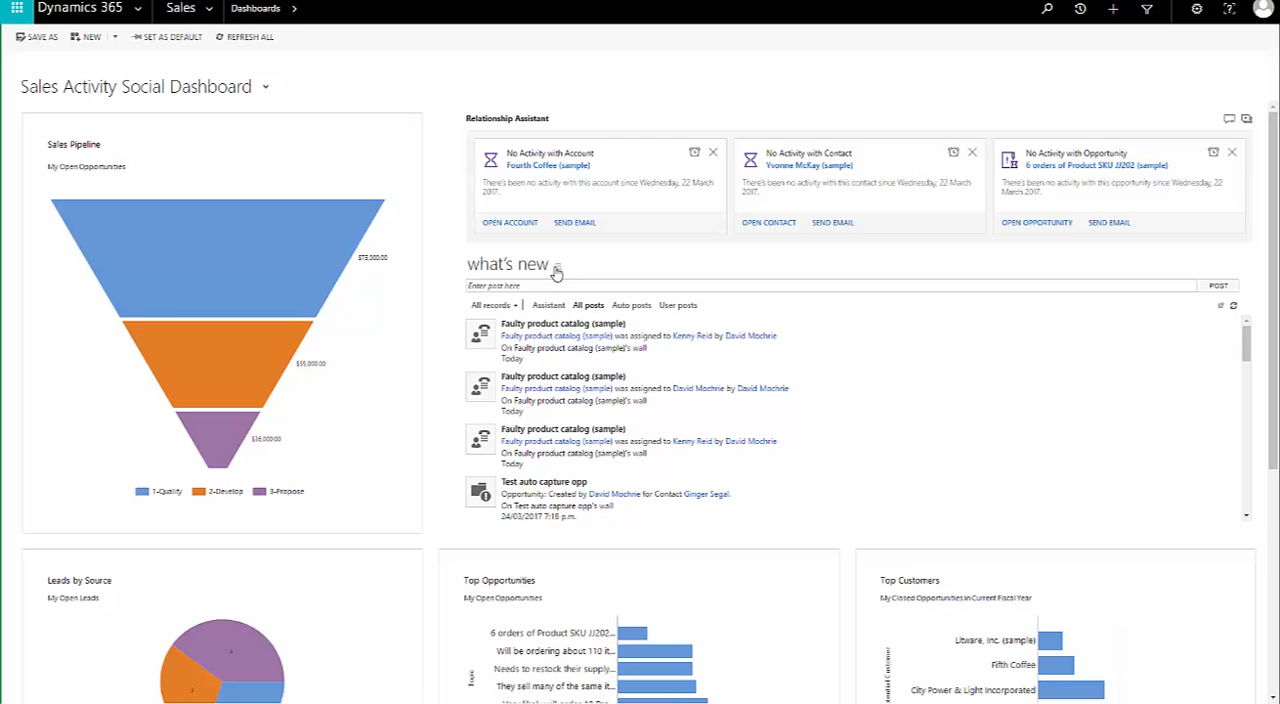 Dynamics 365 Sales Dashboards
SAVE AS NEW SET AS DEFAULT REFRESH ALL
Sales Activity Social Dashboard
Sales Pipeline
My Open Opportunities
$55,000.00
$36,000.00
1-Qualify 2-Develop 3-Propose
Relationship Assistant
No Activity with Account
Fourth Coffee (sample)
There's been no activity with this account since Wednesday, 22 March
2017.
OPEN ACCOUNT SEND EMAIL
No Activity with Contact
Yvonne McKay (sample)
There's been no activity with this contact since Wednesday, 22 March
2017.
OPEN CONTACT SEND EMAIL
No Activity with Opportunity
6 orders of Product SKU JJ202 (sample)
There's been no activity with this opportunity since Wednesday, 22
March 2017.
OPEN OPPORTUNITY SEND EMAIL
what's new
Enter post here POST
All records Assistant All posts Auto posts User posts
Faulty product catalog (sample)
Faulty product catalog (sample) was assigned to Kenny Reid by David Mochrie
On Faulty product catalog (sample)'s wall
Today
Faulty product catalog (sample)
Faulty product catalog (sample) was assigned to David Mochrie by David Mochrie
On Faulty product catalog (sample)'s wall
Today
Faulty product catalog (sample)
Faulty product catalog (sample) was assigned to Kenny Reid by David Mochrie
On Faulty product catalog (sample)'s wall
Today
Test auto capture opp
Opportunity: Created by David Mochrie for Contact Ginger Segal.
On Test auto capture opp's wall
24/03/2017 7:18 p.m.
Leads by Source
My Open Leads
4
3
Top Opportunities
My Open Opportunities
6 orders of Product SKU JJ202...
Will be ordering about 110 it...
Needs to restock their supply...
They sell many of the same it...
Topic
Top Customers
My Closed Opportunities in Current Fiscal Year
Litware, Inc. (sample)
Fifth Coffee
City Power & Light Incorporated